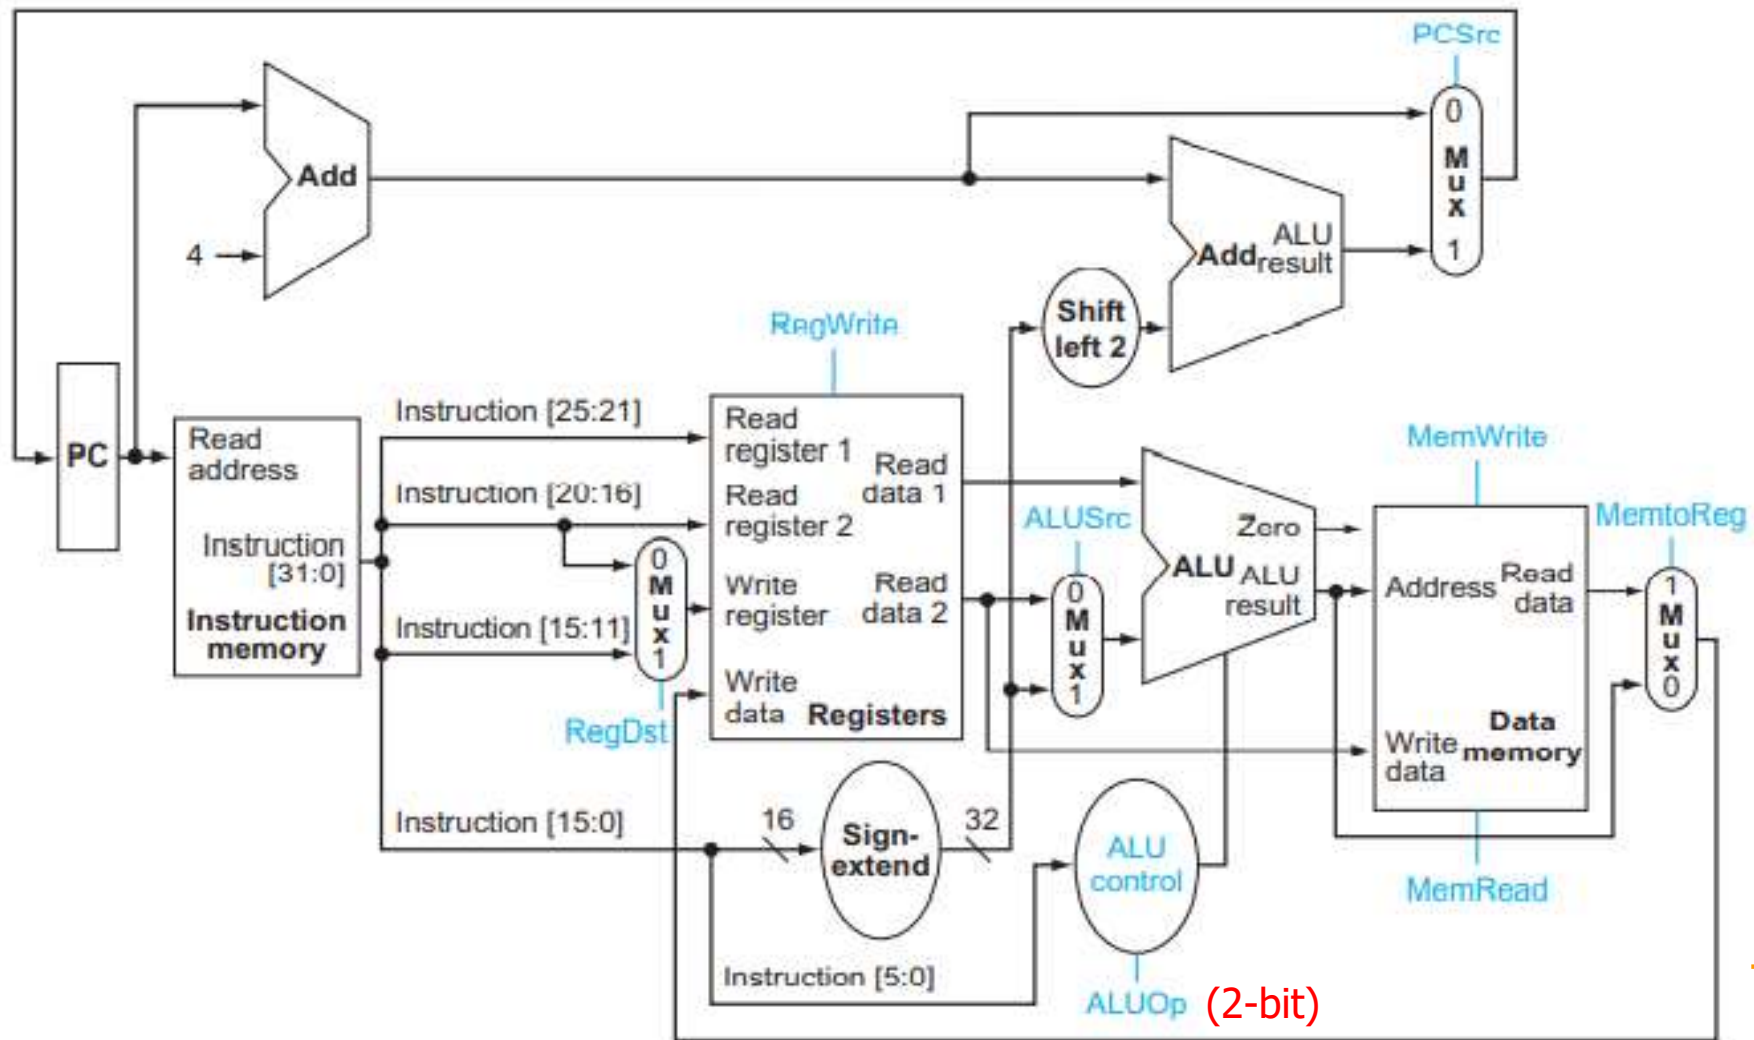 PCSrc
0
M
u
x
1
Add
4
Add
ALU
result
Shift
left 2
RegWrite
PC
Read
address
Instruction
[31:0]
Instruction
memory
Instruction [25:21]
Instruction [20:16]
Instruction [15:11]
Instruction [15:0]
0
M
u
x
1
RegDst
Read
register 1
Read
register 2
Write
register
Write
data
Read
data 1
Read
data 2
Registers
16
Sign-
extend
32
Instruction [5:0]
ALUSrc
0
M
u
x
1
Zero
ALU
ALU
result
ALU
control
ALUOp (2-bit)
MemWrite
Address
Read
data
Write
data
Data
memory
MemRead
MemtoReg
1
M
u
x
0